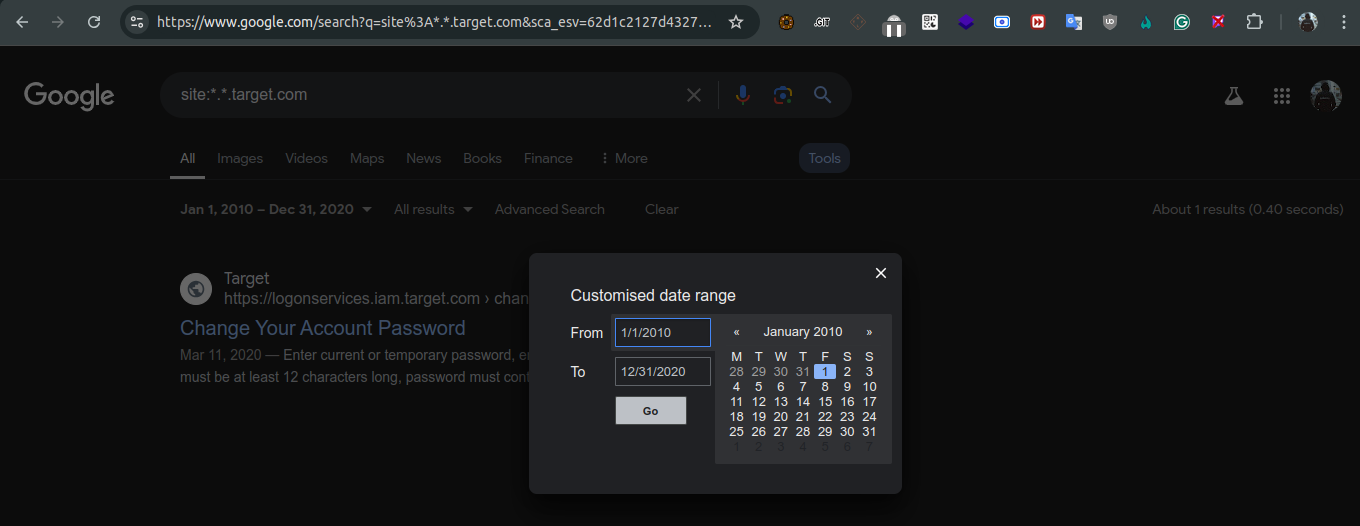 https://www.google.com/search?q=site%3A*.*.target.com&sca_esv=62d1c2127d4327...
.GIT
Google
site:*.*.target.com
All Images Videos Maps News Books Finance More Tools
Jan 1, 2010 – Dec 31, 2020 All results Advanced Search Clear About 1 results (0.40 seconds)
Target
https://logonservices.iam.target.com › chan
Change Your Account Password
Mar 11, 2020 — Enter current or temporary password, e
must be at least 12 characters long, password must cont
Customised date range
From 1/1/2010
To 12/31/2020
Go
« January 2010 »
M T W T F S S
28 29 30 31 1 2 3
4 5 6 7 8 9 10
11 12 13 14 15 16 17
18 19 20 21 22 23 24
25 26 27 28 29 30 31
1 2 3 4 5 6 7